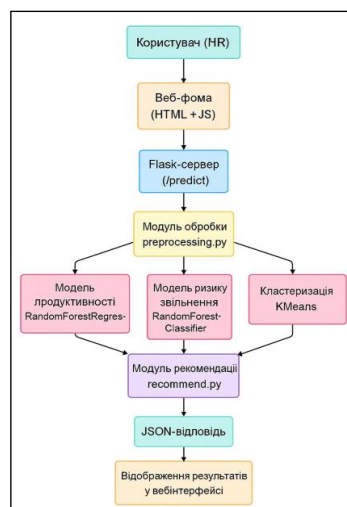 Користувач (HR)
Веб-фома
(HTML + JS)
Flask-сервер
(/predict)
Модуль обробки
preprocessing.py
Модель
лродуктивності
RandomForestRegres-
Модель ризику
звільнення
RandomForest-
Classifier
Кластеризація
KMeans
Модуль рекомендації
recommend.py
JSON-відповідь
Відображення результатів
у вебінтерфейсі